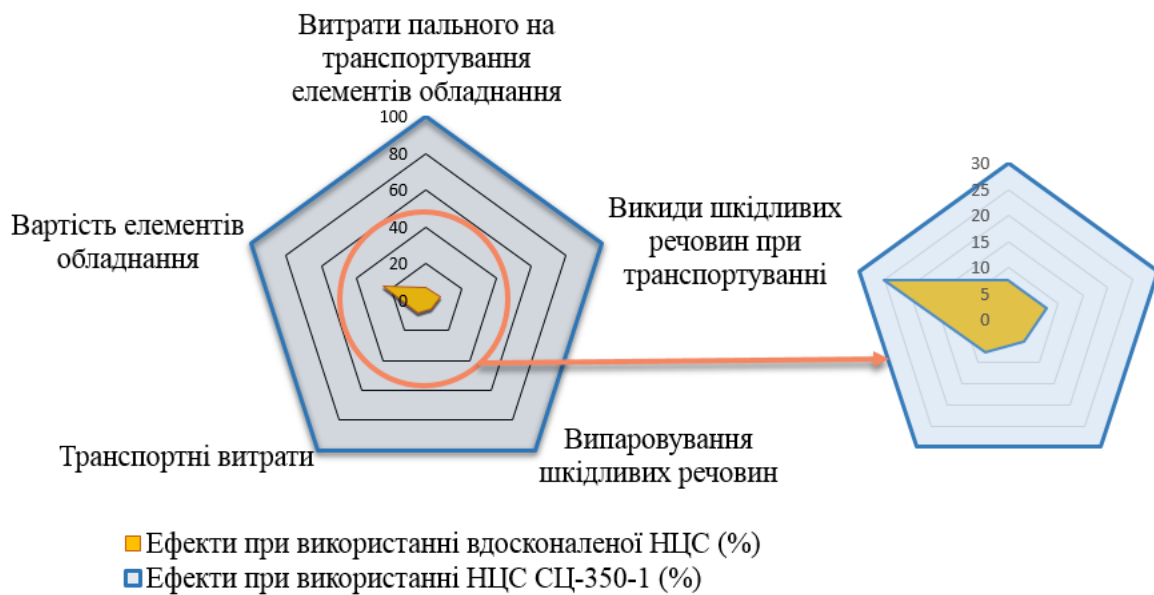 Витрати пального на
транспортування
елементів обладнання
100
80
60
40
20
0
Вартість елементів
обладнання
Викиди шкідливих
речовин при
транспортуванні
30
25
20
15
10
5
0
Транспортні витрати
Випаровування
шкідливих речовин
Ефекти при використанні вдосконаленої НЦС (%)
Ефекти при використанні НЦС СЦ-350-1 (%)